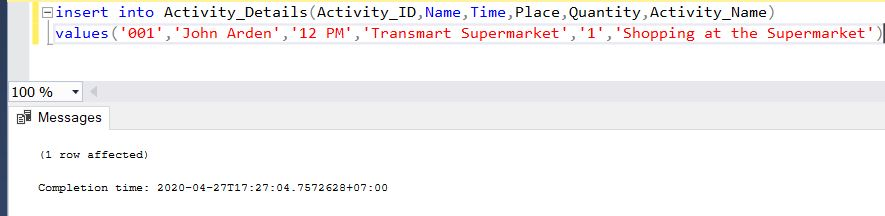 insert into Activity_Details(Activity_ID,Name,Time,Place,Quantity,Activity_Name)
values('001','John Arden','12 PM','Transmart Supermarket','1','Shopping at the Supermarket')
100 %
Messages
(1 row affected)
Completion time: 2020-04-27T17:27:04.7572628+07:00